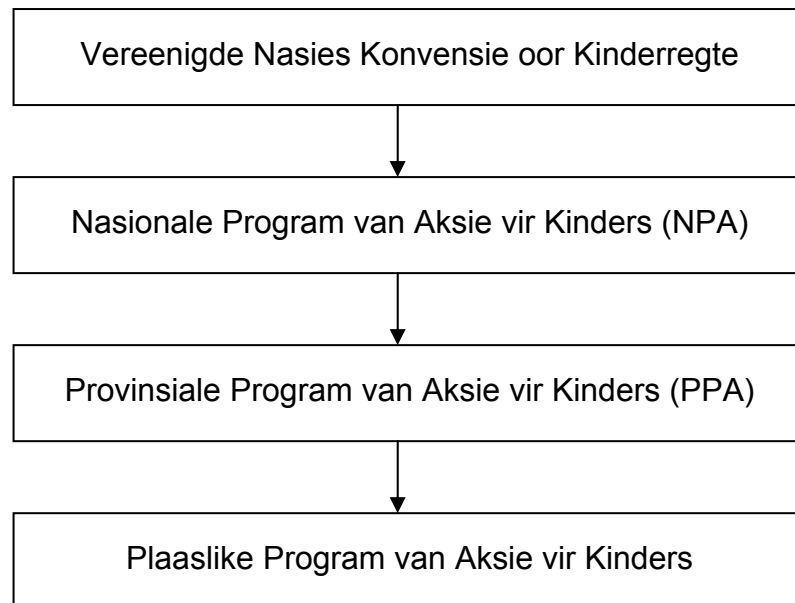 Vereenigde Nasies Konvensie oor Kinderregte
Nasionale Program van Aksie vir Kinders (NPA)
Provinsiale Program van Aksie vir Kinders (PPA)
Plaaslike Program van Aksie vir Kinders